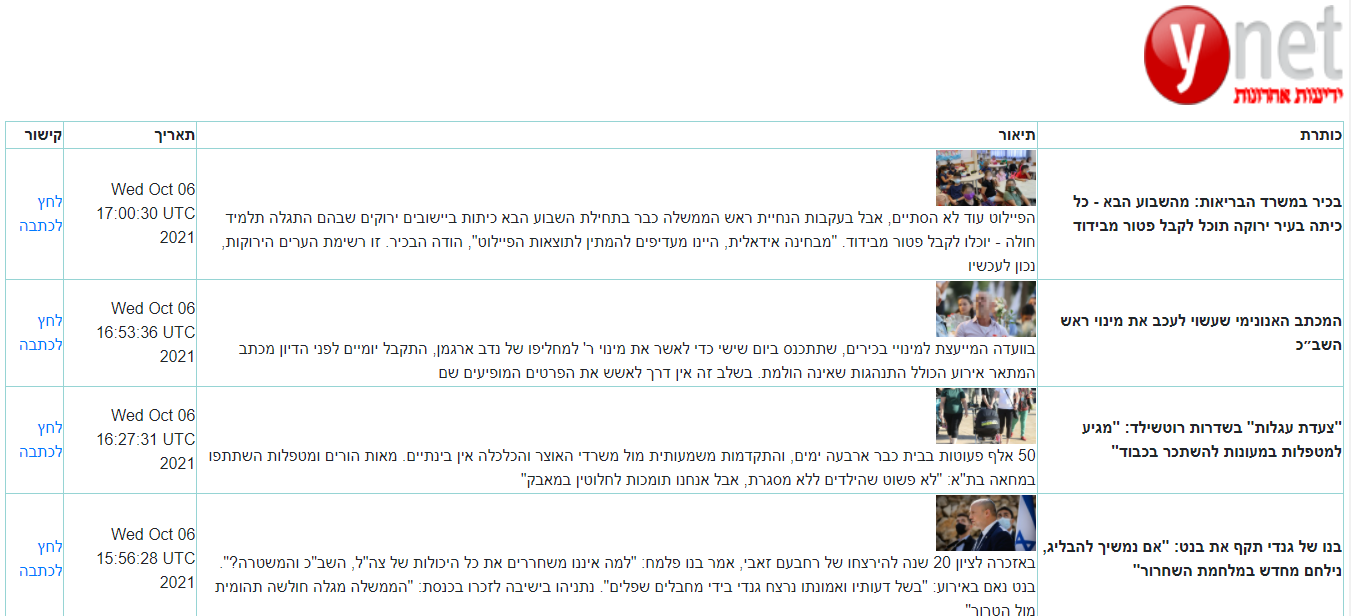 ynet
ידיעות אחרונות
כותרת תיאור תאריך קישור
בכיר במשרד הבריאות: מהשבוע הבא - כל
כיתה בעיר ירוקה תוכל לקבל פטור מבידוד
הפיילוט עוד לא הסתיים, אבל בעקבות הנחיית ראש הממשלה כבר בתחילת השבוע הבא כיתות ביישובים ירוקים שבהם התגלה תלמיד
חולה - יוכלו לקבל פטור מבידוד. "מבחינה אידאלית, היינו מעדיפים להמתין לתוצאות הפיילוט", הודה הבכיר. זו רשימת הערים הירוקות,
נכון לעכשיו
Wed Oct 06
17:00:30 UTC
2021
לחץ
לכתבה
המכתב האנונימי שעשוי לעכב את מינוי ראש
השב״כ
בוועדה המייעצת למינויי בכירים, שתתכנס ביום שישי כדי לאשר את מינוי ר' למחליפו של נדב ארגמן, התקבל יומיים לפני הדיון מכתב
המתאר אירוע הכולל התנהגות שאינה הולמת. בשלב זה אין דרך לאשש את הפרטים המופיעים שם
Wed Oct 06
16:53:36 UTC
2021
לחץ
לכתבה
"צעדת עגלות" בשדרות רוטשילד: "מגיע
למטפלות במעונות להשתכר בכבוד"
50 אלף פעוטות בבית כבר ארבעה ימים, והתקדמות משמעותית מול משרדי האוצר והכלכלה אין בינתיים. מאות הורים ומטפלות השתתפו
במחאה בת"א: "לא פשוט שהילדים ללא מסגרת, אבל אנחנו תומכות לחלוטין במאבק"
Wed Oct 06
16:27:31 UTC
2021
לחץ
לכתבה
בנו של גנדי תקף את בנט: "אם נמשיך להבליג,
נילחם מחדש במלחמת השחרור"
באזכרה לציון 20 שנה להירצחו של רחבעם זאבי, אמר בנו פלמח: "למה איננו משחררים את כל היכולות של צה"ל, השב"כ והמשטרה?".
בנט נאם באירוע: "בשל דעותיו ואמונתו נרצח גנדי בידי מחבלים שפלים". נתניהו בישיבה לזכרו בכנסת: "הממשלה מגלה חולשה תהומית
מול הטרור"
Wed Oct 06
15:56:28 UTC
2021
לחץ
לכתבה